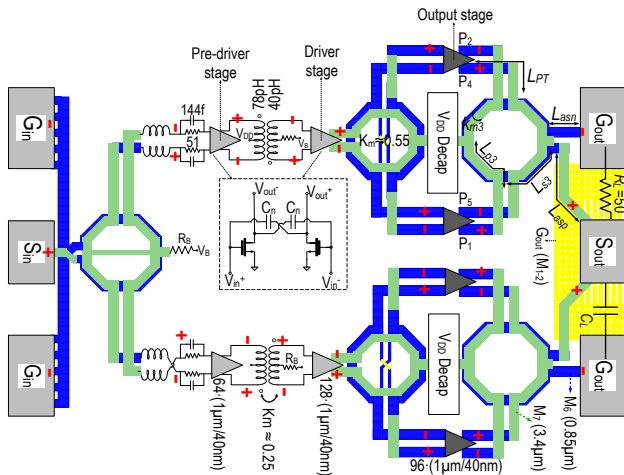 Output stage
Pre-driver stage
Driver stage
P2
P4
LPT
Lasn
Gout
Gin
144f
51
VDD
78pH
40pH
VB
Km≈0.55
VDD Decap
Km3
Lp3
Ls3
Lasp
RL=50
Sout
Gout (M1-2)
Vout-
Vout+
Cn
Cn
Vin+
Vin-
P5
P1
Sin
RB
VB
CL
Gin
RB
VDD Decap
Gout
64·(1µm/40nm)
Km ≈ 0.25
128·(1µm/40nm)
96·(1µm/40nm)
M7 (3.4µm)
M6 (0.85µm)